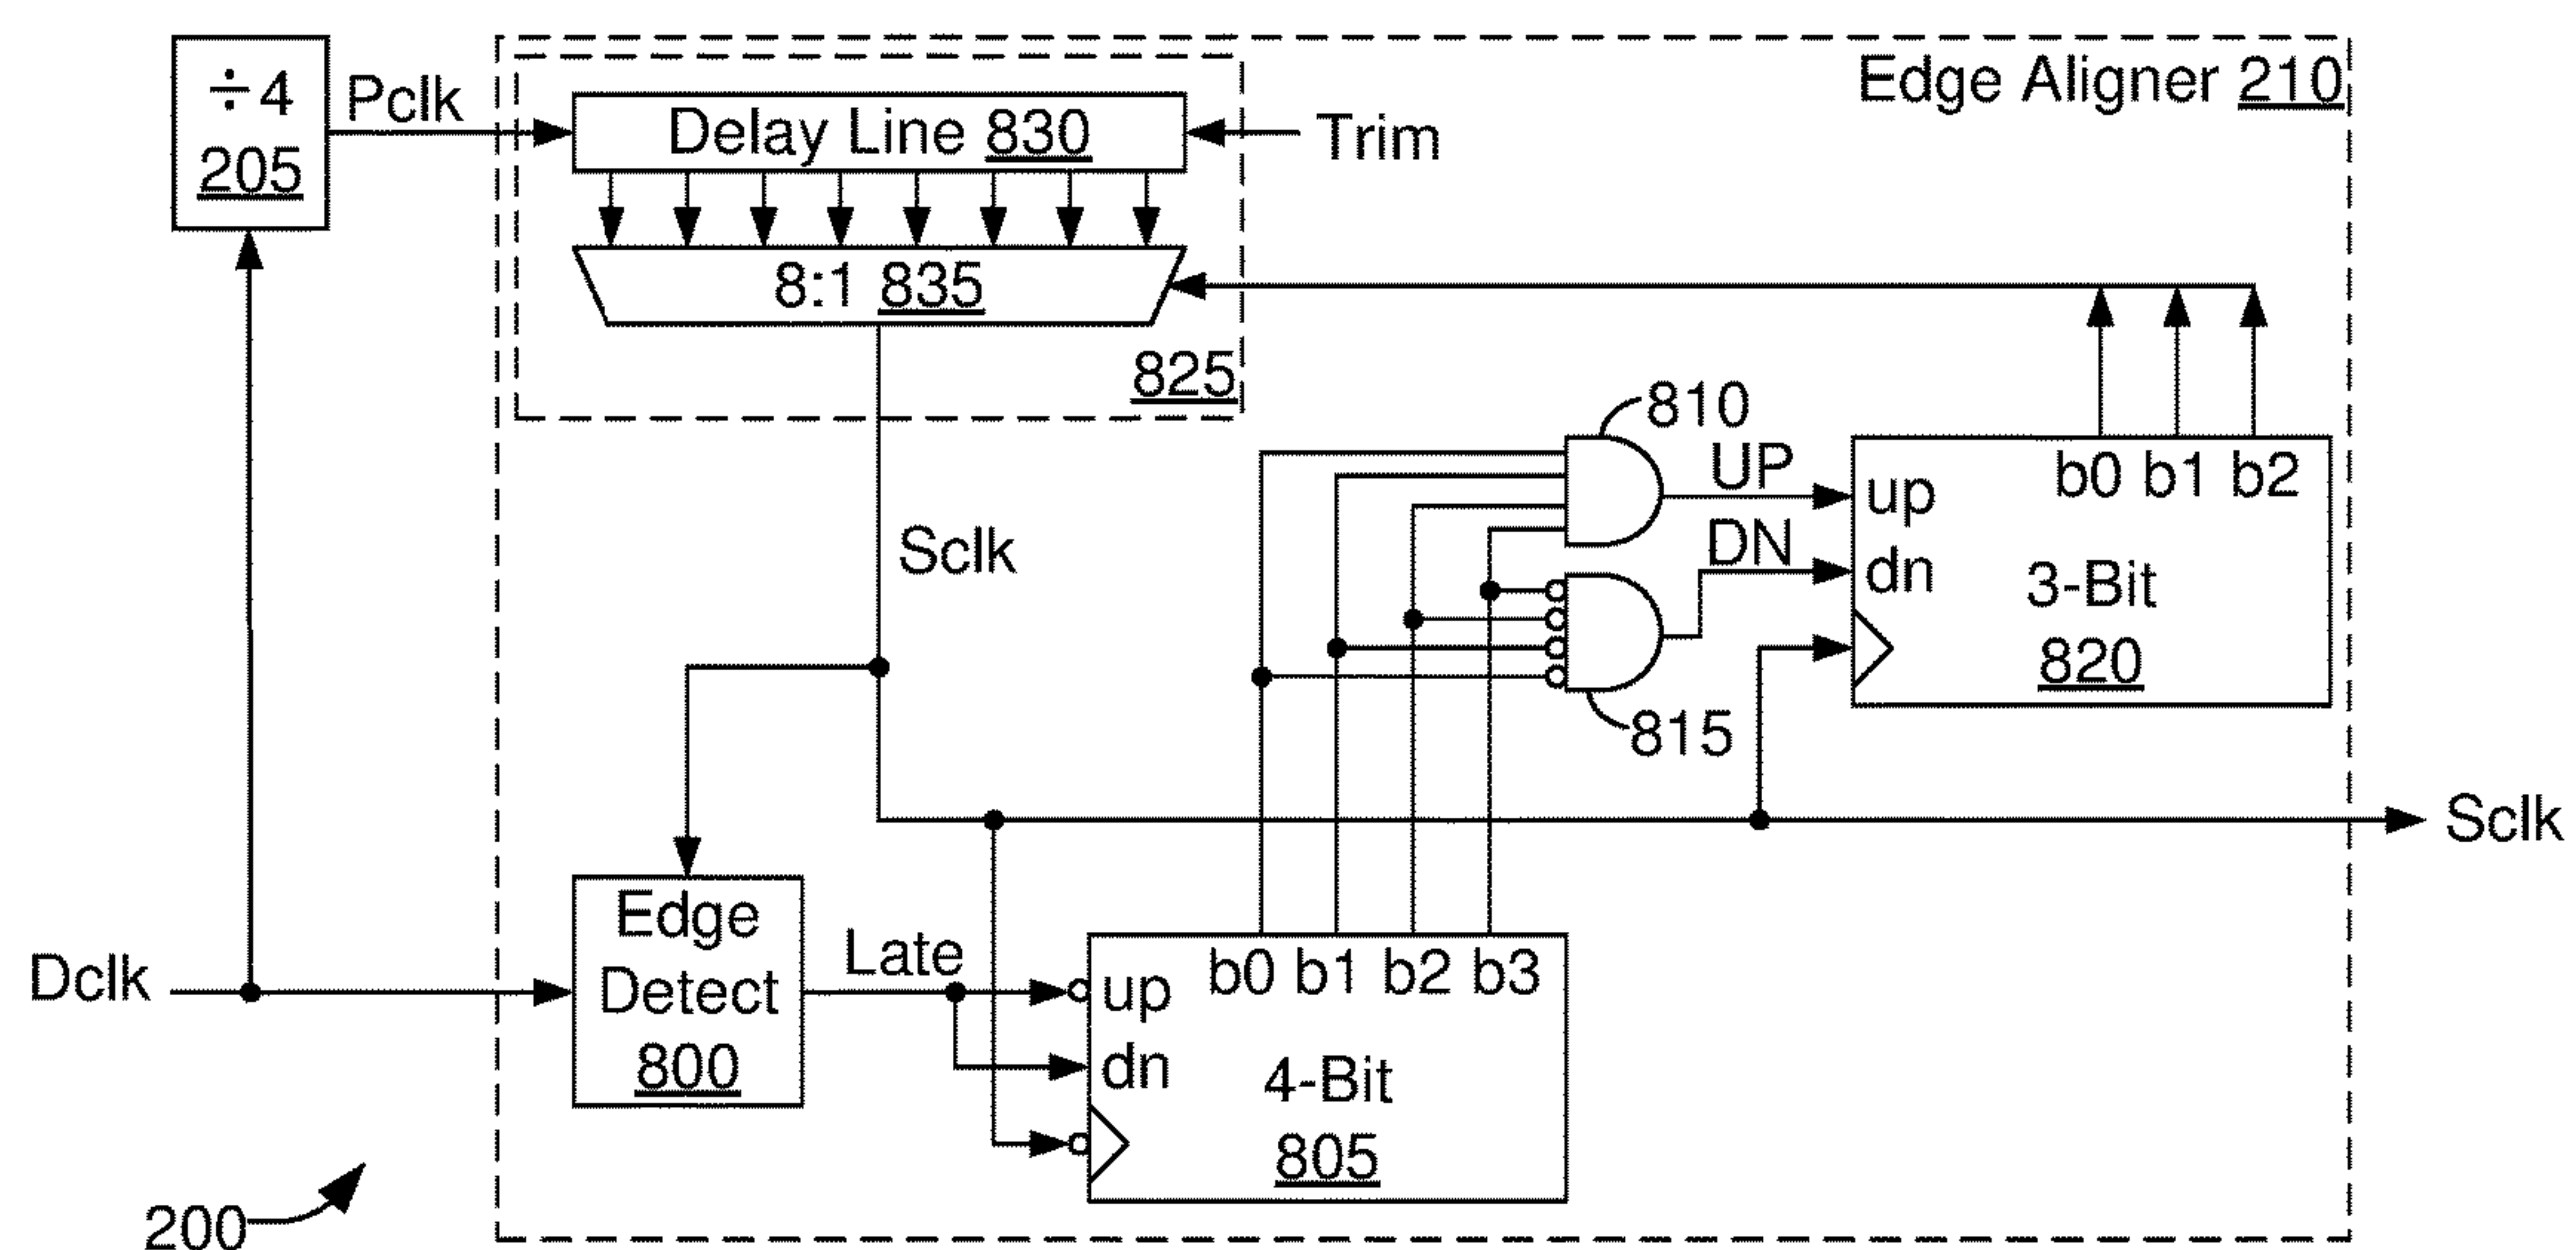 ÷4
205
Pclk
Delay Line 830
Trim
Edge Aligner 210
8:1 835
825
810
UP
DN
up
dn
b0 b1 b2
3-Bit
820
815
Sclk
Sclk
Dclk
Edge
Detect
800
Late
up
dn
b0 b1 b2 b3
4-Bit
805
200